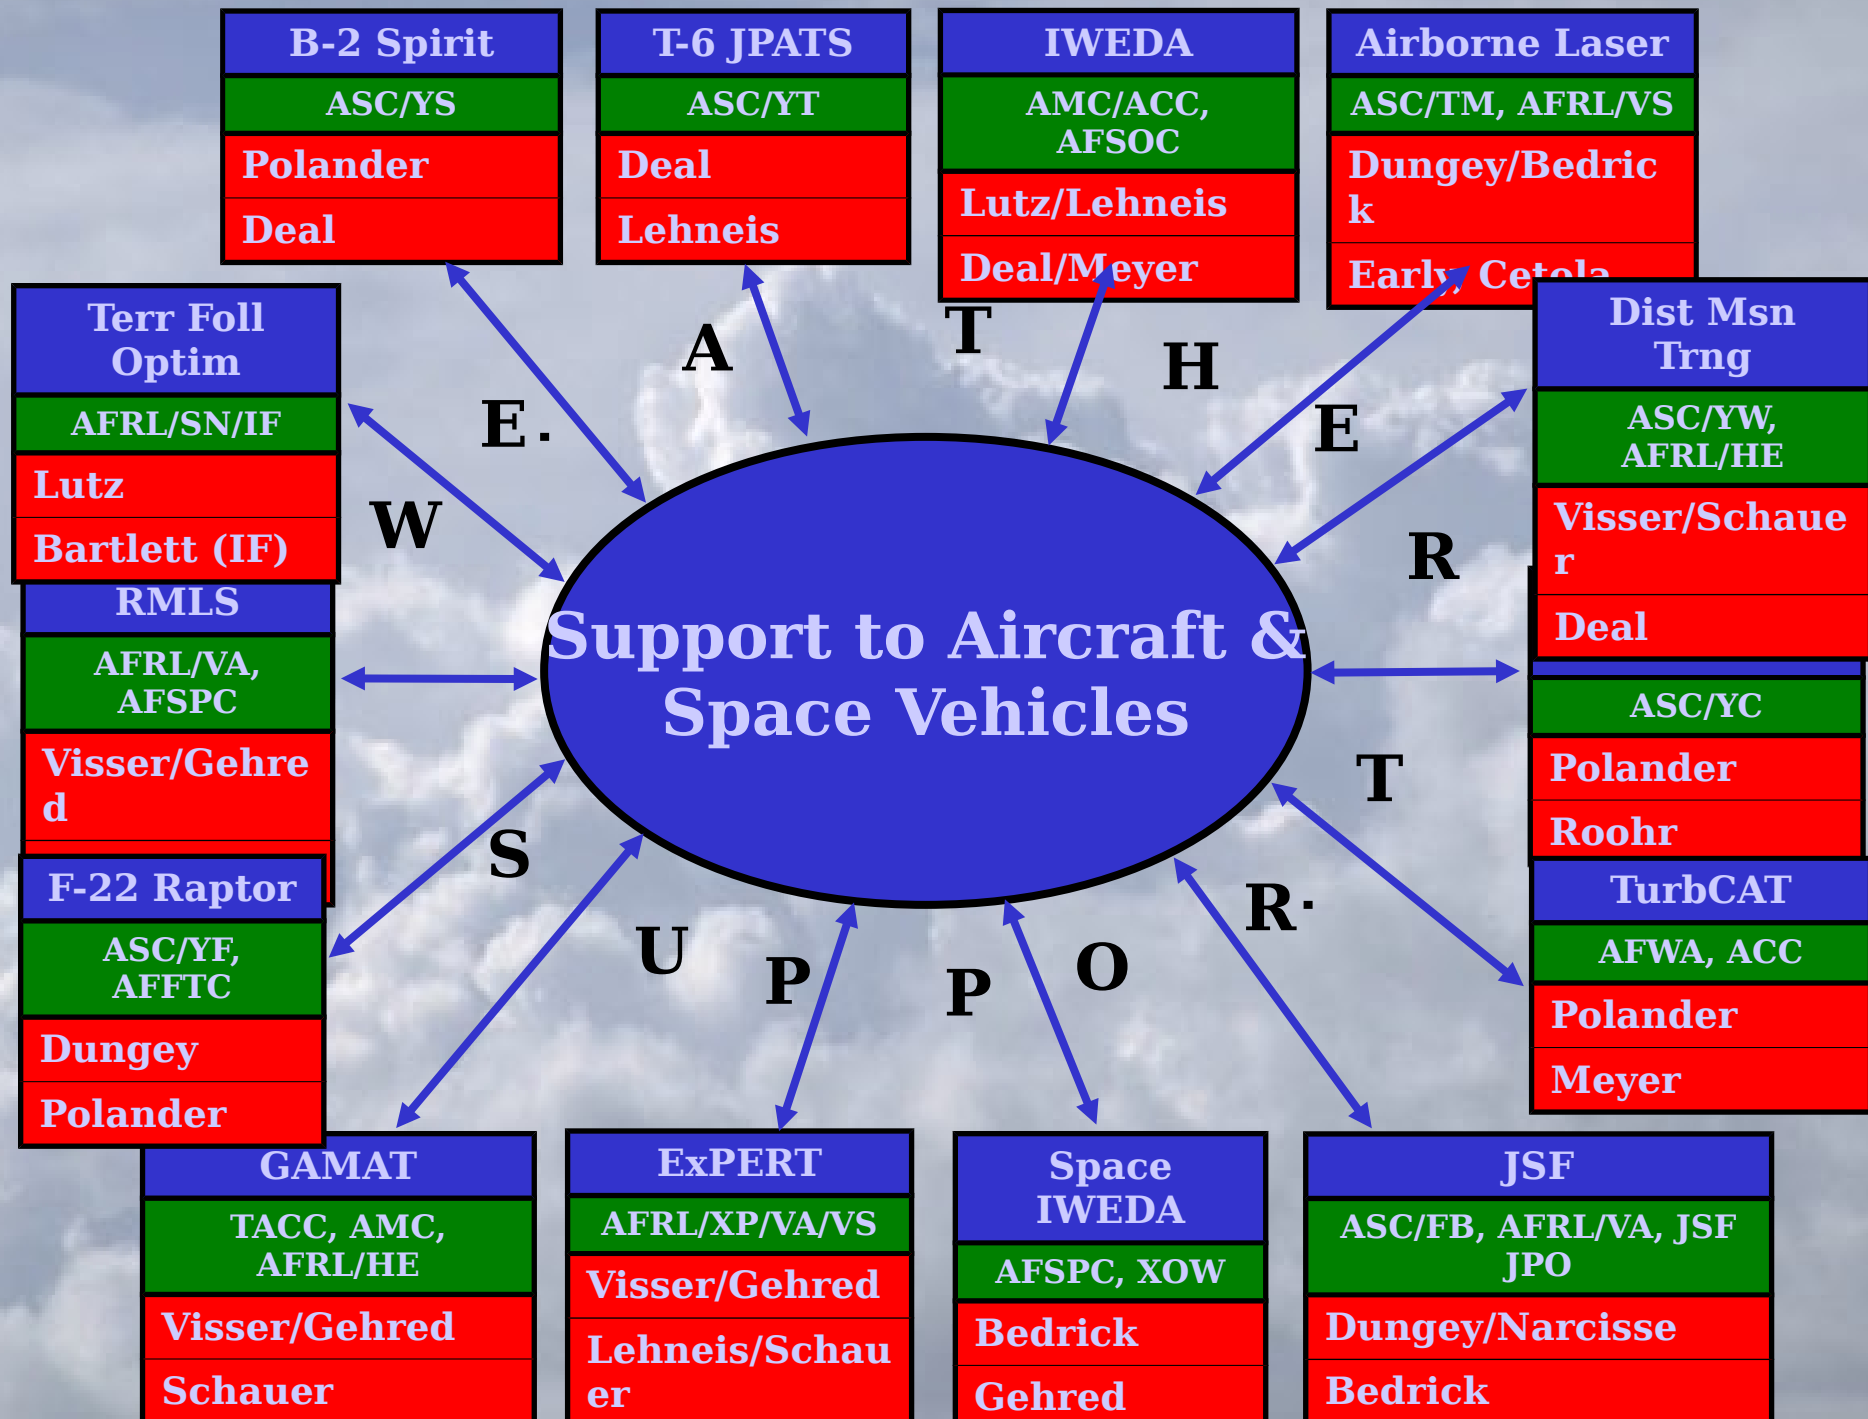 B-2 Spirit
ASC/YS
Polander
Deal
T-6 JPATS
ASC/YT
Deal
Lehneis
IWEDA
AMC/ACC,
AFSOC
Lutz/Lehneis
Deal/Meyer
Airborne Laser
ASC/TM, AFRL/VS
Dungey/Bedric
k
Early, Cetola
Terr Foll
Optim
AFRL/SN/IF
Lutz
Bartlett (IF)
Dist Msn
Trng
ASC/YW,
AFRL/HE
Visser/Schaue
r
Deal
W
E
A
T
H
E
R
RMLS
AFRL/VA,
AFSPC
Visser/Gehre
d
Support to Aircraft &
Space Vehicles
ASC/YC
Polander
Roohr
F-22 Raptor
ASC/YF,
AFFTC
Dungey
Polander
S
U
P
P
O
R
T
TurbCAT
AFWA, ACC
Polander
Meyer
GAMAT
TACC, AMC,
AFRL/HE
Visser/Gehred
Schauer
ExPERT
AFRL/XP/VA/VS
Visser/Gehred
Lehneis/Schau
er
Space
IWEDA
AFSPC, XOW
Bedrick
Gehred
JSF
ASC/FB, AFRL/VA, JSF
JPO
Dungey/Narcisse
Bedrick